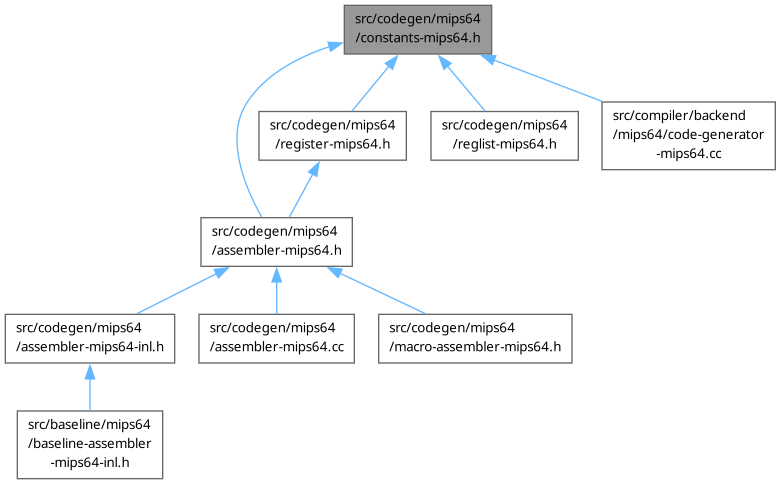 src/codegen/mips64
/constants-mips64.h
src/codegen/mips64
/register-mips64.h
src/codegen/mips64
/reglist-mips64.h
src/compiler/backend
/mips64/code-generator
-mips64.cc
src/codegen/mips64
/assembler-mips64.h
src/codegen/mips64
/assembler-mips64-inl.h
src/codegen/mips64
/assembler-mips64.cc
src/codegen/mips64
/macro-assembler-mips64.h
src/baseline/mips64
/baseline-assembler
-mips64-inl.h